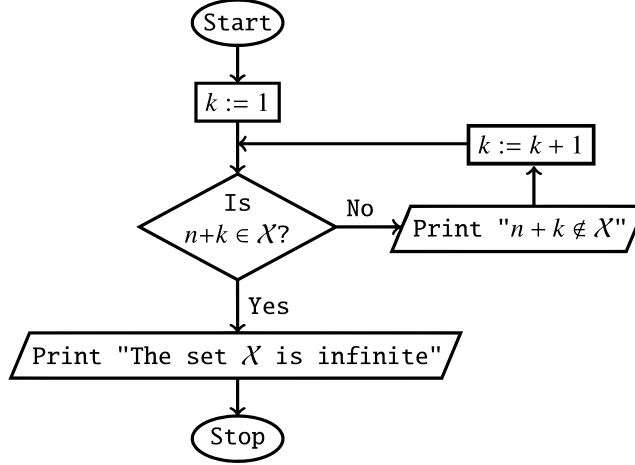 Start
k := 1
k := k + 1
Is
n+k ∈ 𝒳?
No
Print "n + k ∉ 𝒳"
Yes
Print "The set 𝒳 is infinite"
Stop